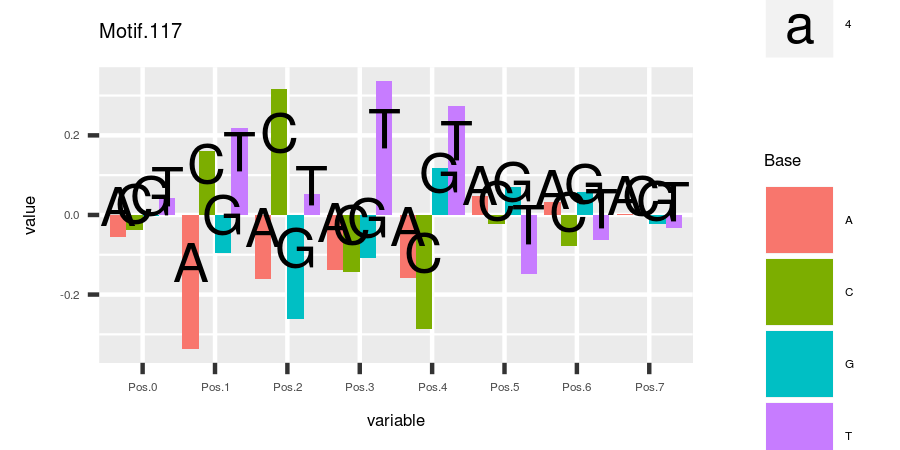 Motif.117
a
4
value
0.2
0.0
-0.2
A C G T A C G T A C G T A C G T A C G T A C G T A C G T A C G T
Pos.0 Pos.1 Pos.2 Pos.3 Pos.4 Pos.5 Pos.6 Pos.7
variable
Base
A
C
G
T